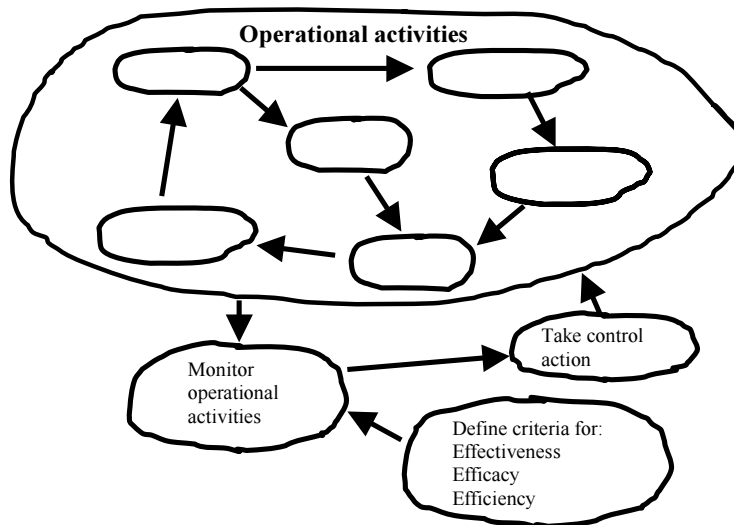 Operational activities
Take control
action
Monitor
operational
activities
Define criteria for:
Effectiveness
Efficacy
Efficiency